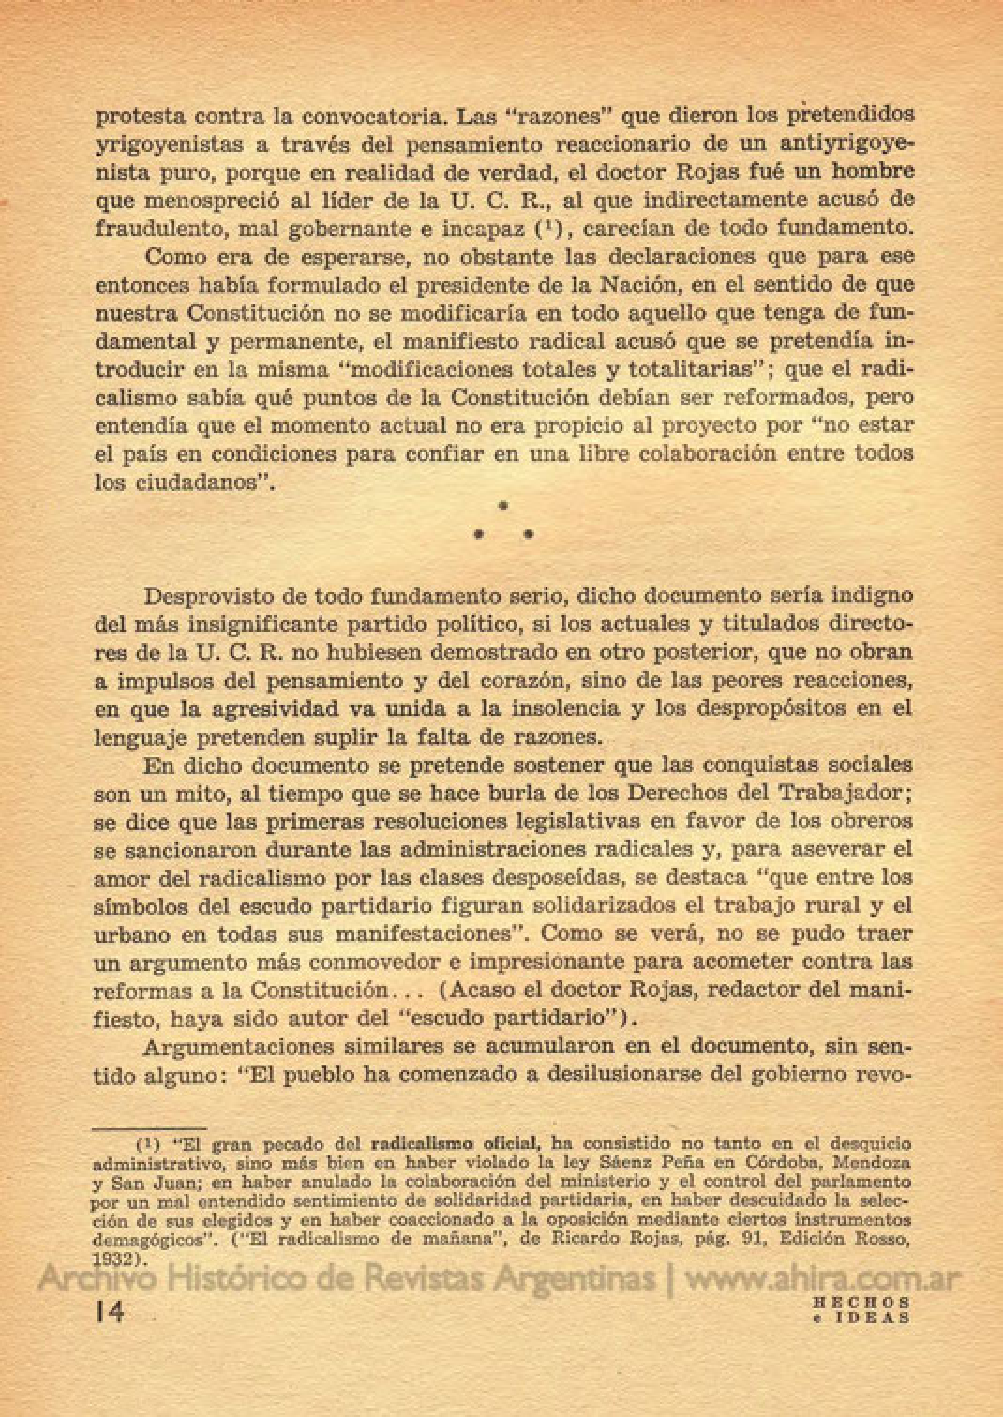 protesta contra la convocatoria. Las “razones” que dieron los pretendidos
yrigoyenistas a través del pensamiento reaccionario de un antiyrigoye-
nista puro, porque en realidad de verdad, el doctor Rojas fué un hombre
que menospreció al líder de la U. C. R., al que indirectamente acusó de
fraudulento, mal gobernante e incapaz (¹), carecían de todo fundamento.
Como era de esperarse, no obstante las declaraciones que para ese
entonces había formulado el presidente de la Nación, en el sentido de que
nuestra Constitución no se modificaría en todo aquello que tenga de fun-
damental y permanente, el manifiesto radical acusó que se pretendía in-
troducir en la misma “modificaciones totales y totalitarias”; que el radi-
calismo sabía qué puntos de la Constitución debían ser reformados, pero
entendía que el momento actual no era propicio al proyecto por “no estar
el país en condiciones para confiar en una libre colaboración entre todos
los ciudadanos”.
Desprovisto de todo fundamento serio, dicho documento sería indigno
del más insignificante partido político, si los actuales y titulados directo-
res de la U. C. R. no hubiesen demostrado en otro posterior, que no obran
a impulsos del pensamiento y del corazón, sino de las peores reacciones,
en que la agresividad va unida a la insolencia y los despropósitos en el
lenguaje pretenden suplir la falta de razones.
En dicho documento se pretende sostener que las conquistas sociales
son un mito, al tiempo que se hace burla de los Derechos del Trabajador;
se dice que las primeras resoluciones legislativas en favor de los obreros
se sancionaron durante las administraciones radicales y, para aseverar el
amor del radicalismo por las clases desposeídas, se destaca “que entre los
símbolos del escudo partidario figuran solidarizados el trabajo rural y el
urbano en todas sus manifestaciones”. Como se verá, no se pudo traer
un argumento más conmovedor e impresionante para acometer contra las
reformas a la Constitución... (Acaso el doctor Rojas, redactor del mani-
fiesto, haya sido autor del “escudo partidario”).
Argumentaciones similares se acumularon en el documento, sin sen-
tido alguno: “El pueblo ha comenzado a desilusionarse del gobierno revo-
(¹) “El gran pecado del radicalismo oficial, ha consistido no tanto en el desquicio
administrativo, sino más bien en haber violado la ley Sáenz Peña en Córdoba, Mendoza
y San Juan; en haber anulado la colaboración del ministerio y el control del parlamento
por un mal entendido sentimiento de solidaridad partidaria, en haber descuidado la selec-
ción de sus elegidos y en haber coaccionado a la oposición mediante ciertos instrumentos
demagógicos”. (“El radicalismo de mañana”, de Ricardo Rojas, pág. 91, Edición Rosso,
1932).
Archivo Histórico de Revistas Argentinas | www.ahira.com.ar
14
HECHOS
e IDEAS